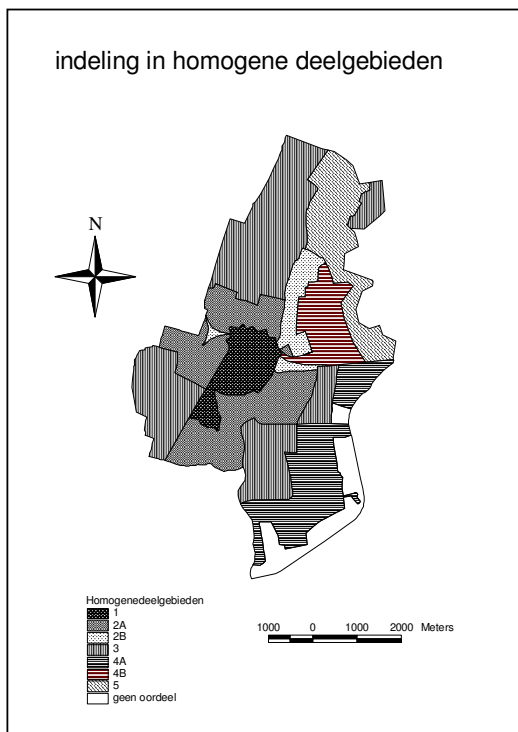 indeling in homogene deelgebieden
N
Homogenedeelgebieden
1
2A
2B
3
4A
4B
5
geen oordeel
1000 0 1000 2000 Meters